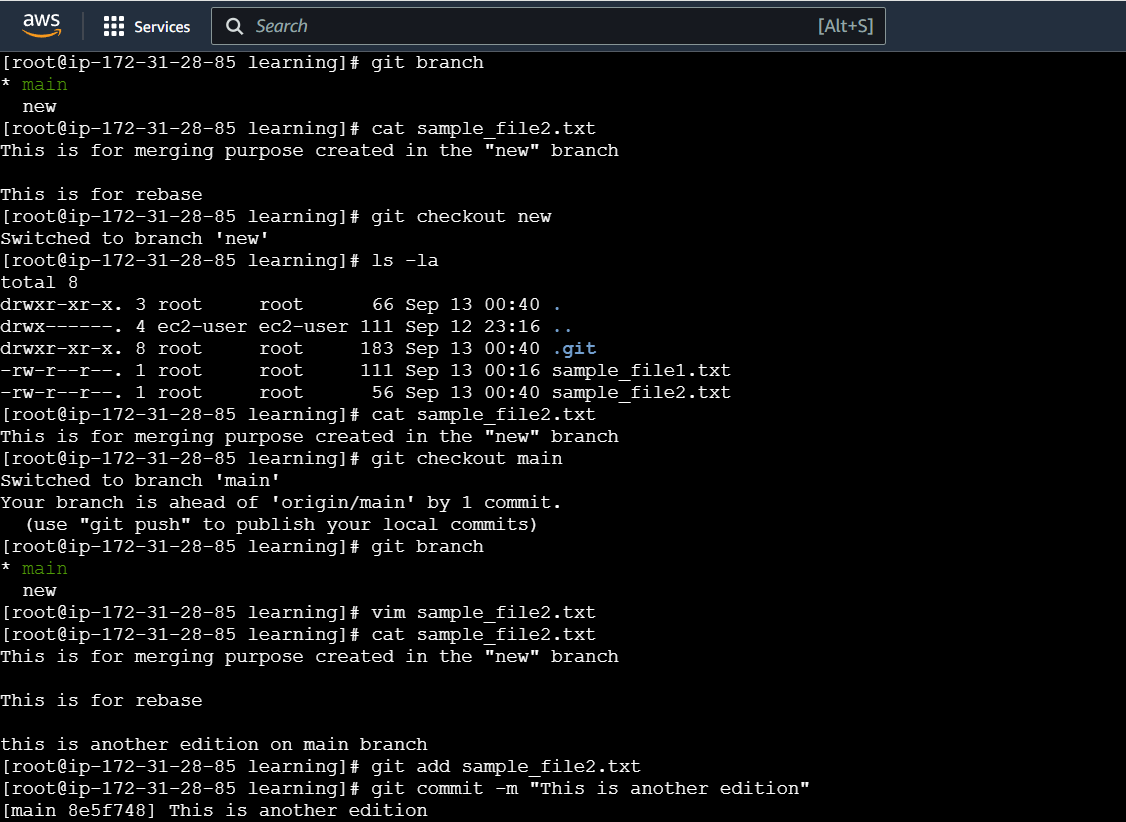 aws
Services
Search
[Alt+S]
[root@ip-172-31-28-85 learning]# git branch
* main
  new
[root@ip-172-31-28-85 learning]# cat sample_file2.txt
This is for merging purpose created in the "new" branch

This is for rebase
[root@ip-172-31-28-85 learning]# git checkout new
Switched to branch 'new'
[root@ip-172-31-28-85 learning]# ls -la
total 8
drwxr-xr-x. 3 root     root      66 Sep 13 00:40 .
drwx------. 4 ec2-user ec2-user 111 Sep 12 23:16 ..
drwxr-xr-x. 8 root     root     183 Sep 13 00:40 .git
-rw-r--r--. 1 root     root     111 Sep 13 00:16 sample_file1.txt
-rw-r--r--. 1 root     root      56 Sep 13 00:40 sample_file2.txt
[root@ip-172-31-28-85 learning]# cat sample_file2.txt
This is for merging purpose created in the "new" branch
[root@ip-172-31-28-85 learning]# git checkout main
Switched to branch 'main'
Your branch is ahead of 'origin/main' by 1 commit.
  (use "git push" to publish your local commits)
[root@ip-172-31-28-85 learning]# git branch
* main
  new
[root@ip-172-31-28-85 learning]# vim sample_file2.txt
[root@ip-172-31-28-85 learning]# cat sample_file2.txt
This is for merging purpose created in the "new" branch

This is for rebase

this is another edition on main branch
[root@ip-172-31-28-85 learning]# git add sample_file2.txt
[root@ip-172-31-28-85 learning]# git commit -m "This is another edition"
[main 8e5f748] This is another edition